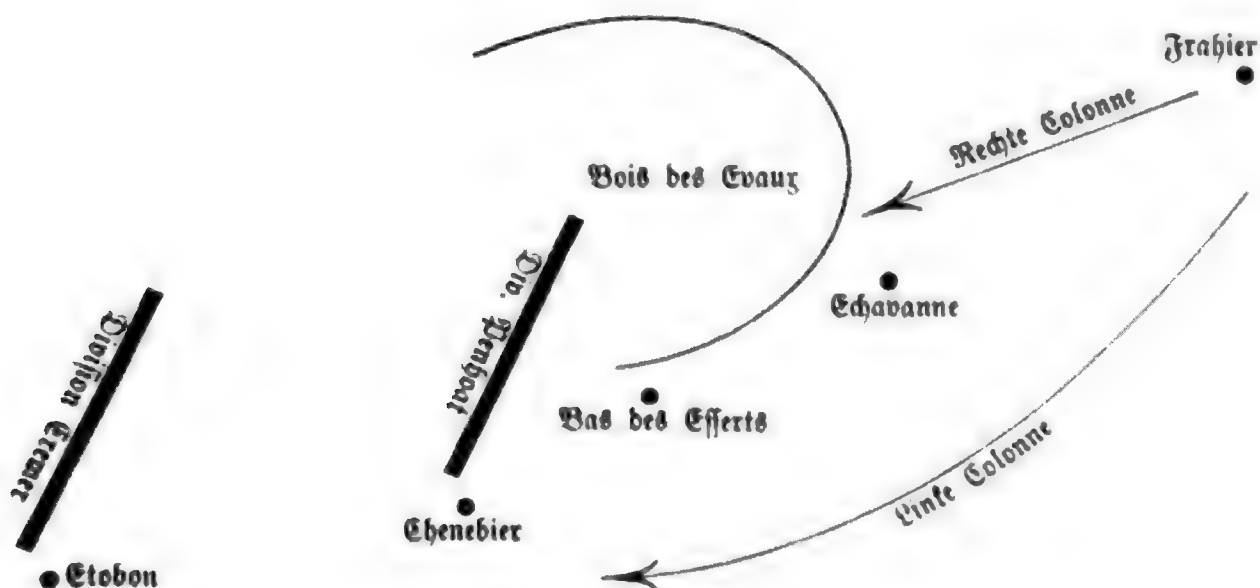 Frahier
Rechte Colonne
Bois des Evaux
Div. Penhoat
Echavanne
Division Cremer
Bas des Efferts
Linke Colonne
Chenebier
Etobon